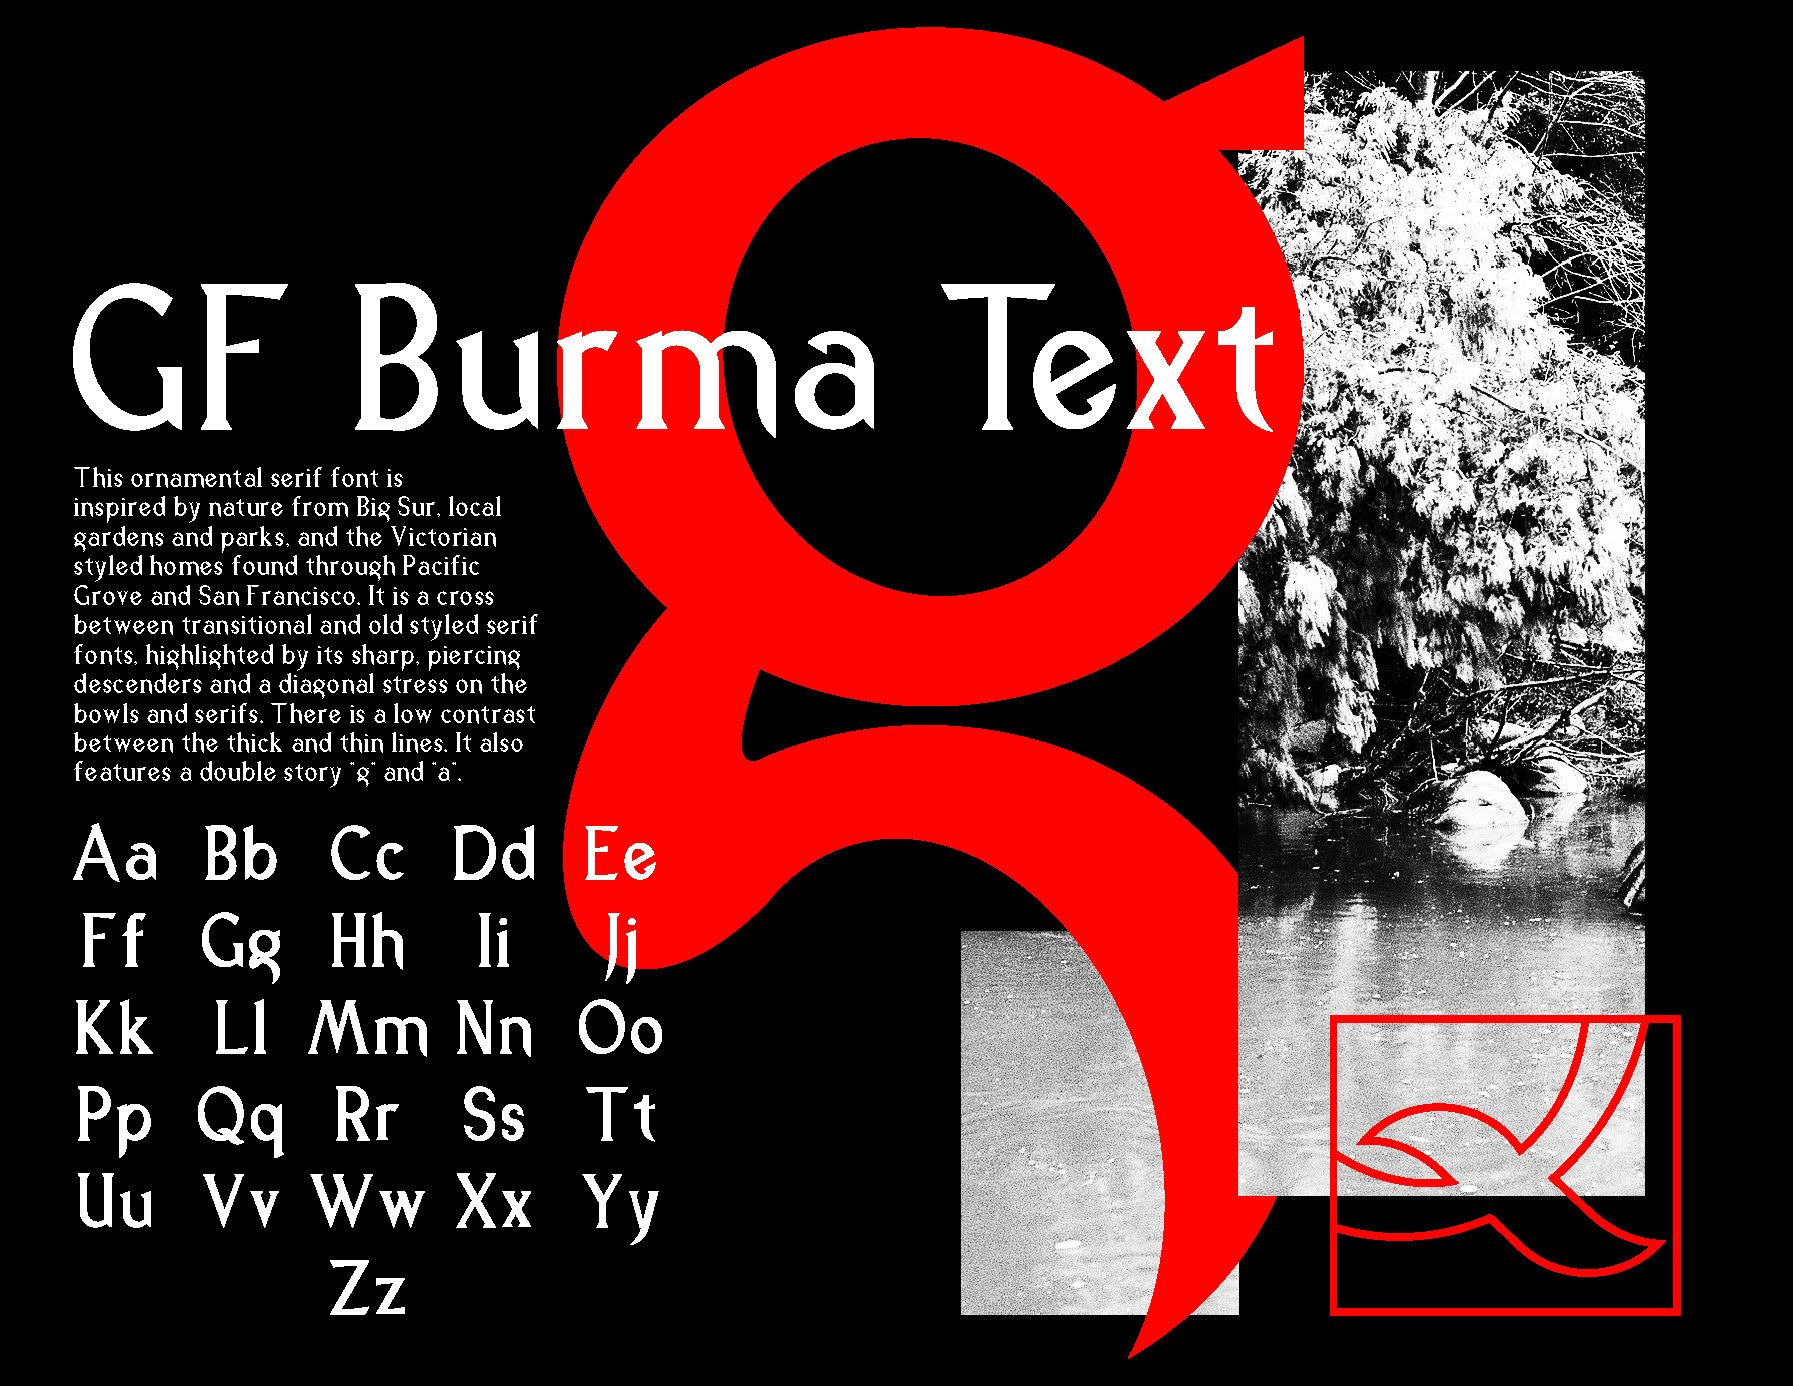 g
GF Burma Text
This ornamental serif font is
inspired by nature from Big Sur, local
gardens and parks, and the Victorian
styled homes found through Pacific
Grove and San Francisco. It is a cross
between transitional and old styled serif
fonts, highlighted by its sharp, piercing
descenders and a diagonal stress on the
bowls and serifs. There is a low contrast
between the thick and thin lines. It also
features a double story "g" and "a".
Aa Bb Cc Dd Ee
Ff Gg Hh Ii Jj
Kk Ll Mm Nn Oo
Pp Qq Rr Ss Tt
Uu Vv Ww Xx Yy
Zz